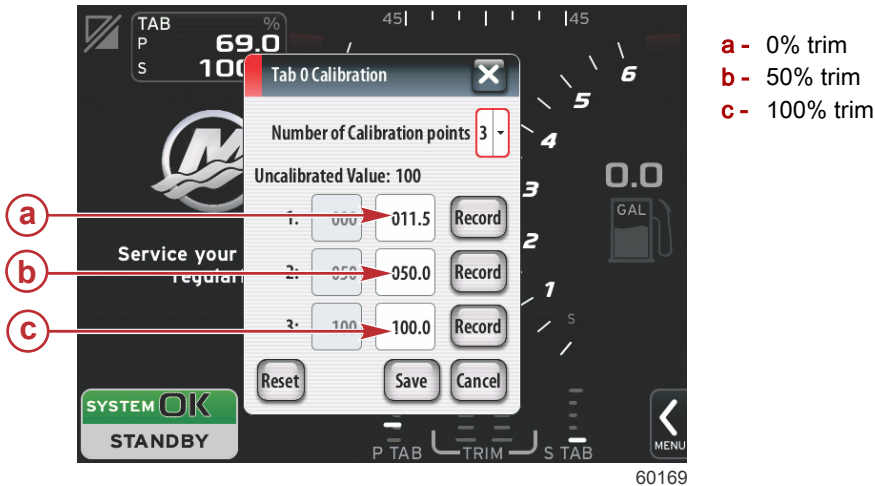 TAB %
P 69.0
S 100
45 45
6
5
4
3
2
1
S
Tab 0 Calibration
Number of Calibration points 3
Uncalibrated Value: 100
a 1: 000 011.5 Record
b 2: 050 050.0 Record
c 3: 100 100.0 Record
Reset Save Cancel
Service your
regularl
0.0
GAL
SYSTEM OK
STANDBY
P TAB TRIM S TAB
MENU
60169
a - 0% trim
b - 50% trim
c - 100% trim